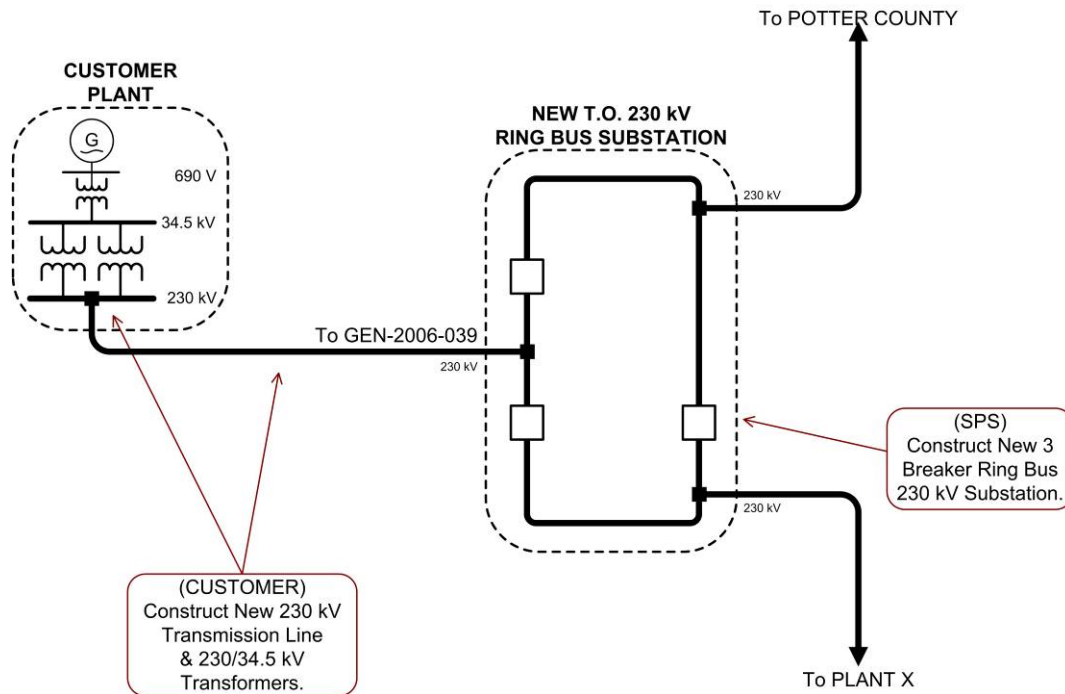 To POTTER COUNTY
CUSTOMER
PLANT
G
690 V
34.5 kV
230 kV
NEW T.O. 230 kV
RING BUS SUBSTATION
230 kV
To GEN-2006-039
230 kV
(SPS)
Construct New 3
Breaker Ring Bus
230 kV Substation.
230 kV
(CUSTOMER)
Construct New 230 kV
Transmission Line
& 230/34.5 kV
Transformers.
To PLANT X